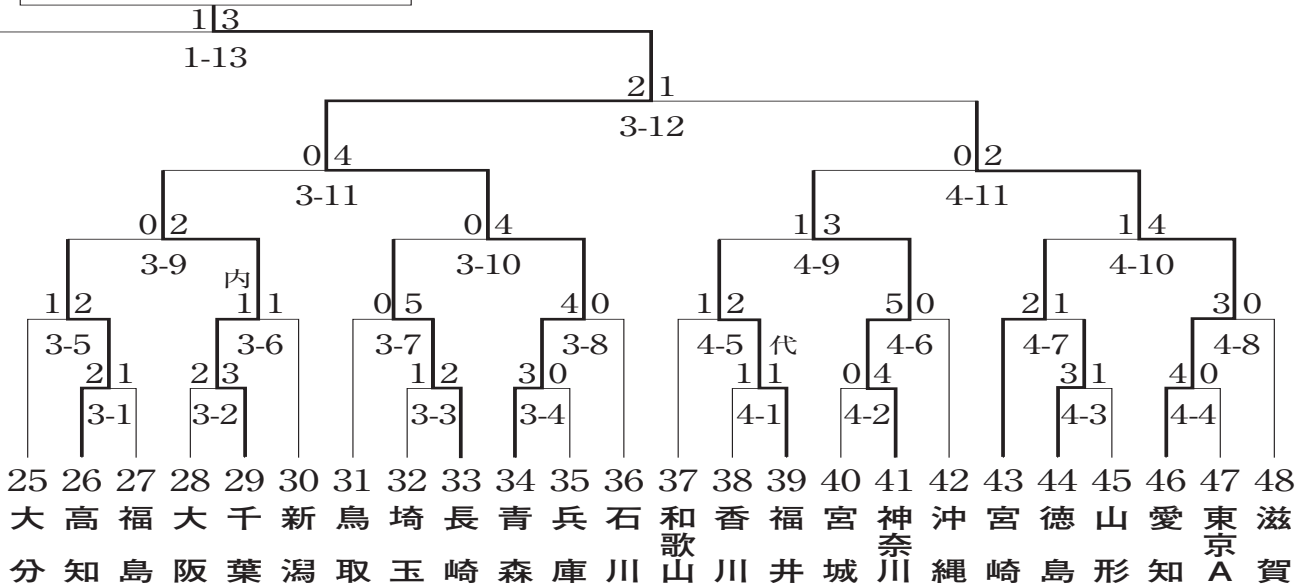 1 3
1-13
2 1
3-12
0 4
0 2
3-11
4-11
0 2
0 4
1 3
1 4
3-9
3-10
4-9
4-10
内
1 2
1 1
0 5
4 0
1 2
5 0
2 1
3 0
3-5
3-6
3-7
3-8
4-5
代
4-6
4-7
4-8
2 1
2 3
1 2
3 0
1 1
0 4
3 1
4 0
3-1
3-2
3-3
3-4
4-1
4-2
4-3
4-4
25 26 27 28 29 30 31 32 33 34 35 36 37 38 39 40 41 42 43 44 45 46 47 48
大分
高知
福島
大阪
千葉
新潟
鳥取
埼玉
長崎
青森
兵庫
石川
和歌山
香川
福井
宮城
神奈川
沖縄
宮崎
徳島
山形
愛知
東京A
滋賀